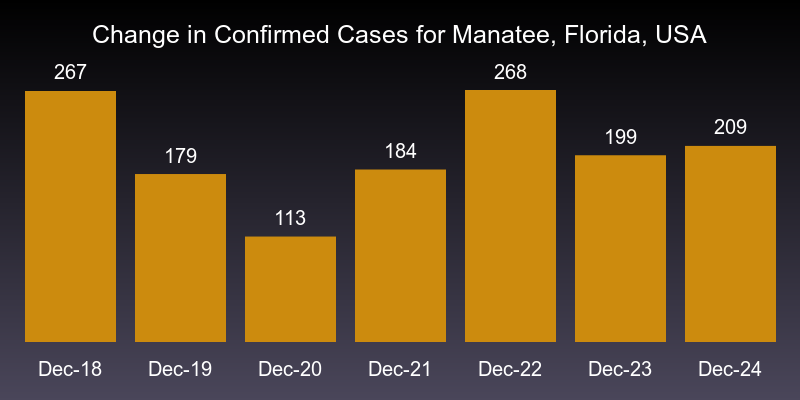 Change in Confirmed Cases for Manatee, Florida, USA
267
179
113
184
268
199
209
Dec-18
Dec-19
Dec-20
Dec-21
Dec-22
Dec-23
Dec-24